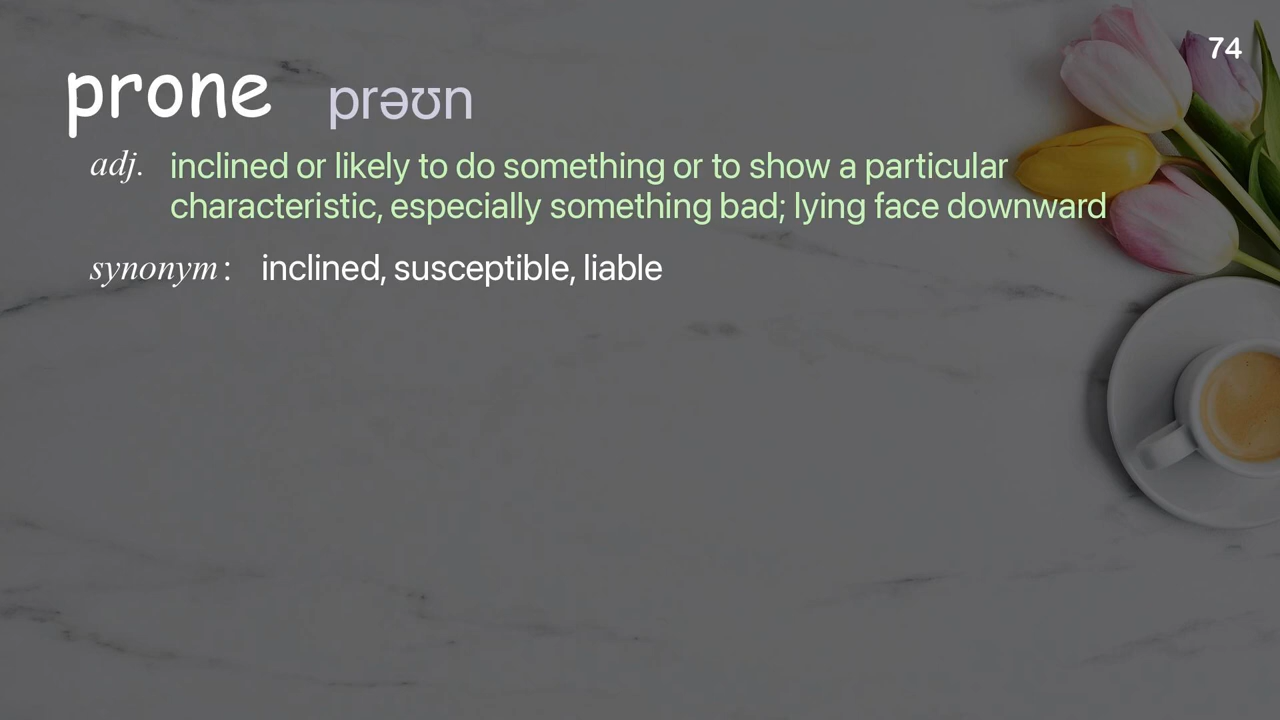 74
prone prəʊn
adj. inclined or likely to do something or to show a particular
characteristic, especially something bad; lying face downward
synonym: inclined, susceptible, liable